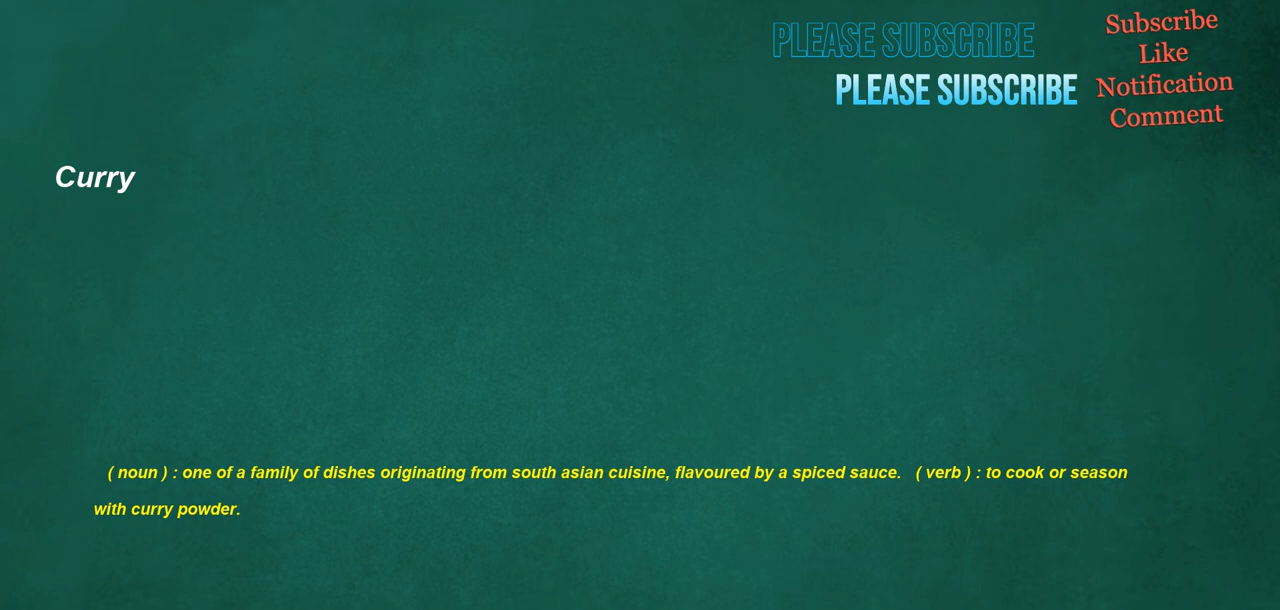 PLEASE SUBSCRIBE
PLEASE SUBSCRIBE
Subscribe
Like
Notification
Comment
Curry
( noun ) : one of a family of dishes originating from south asian cuisine, flavoured by a spiced sauce. ( verb ) : to cook or season
with curry powder.